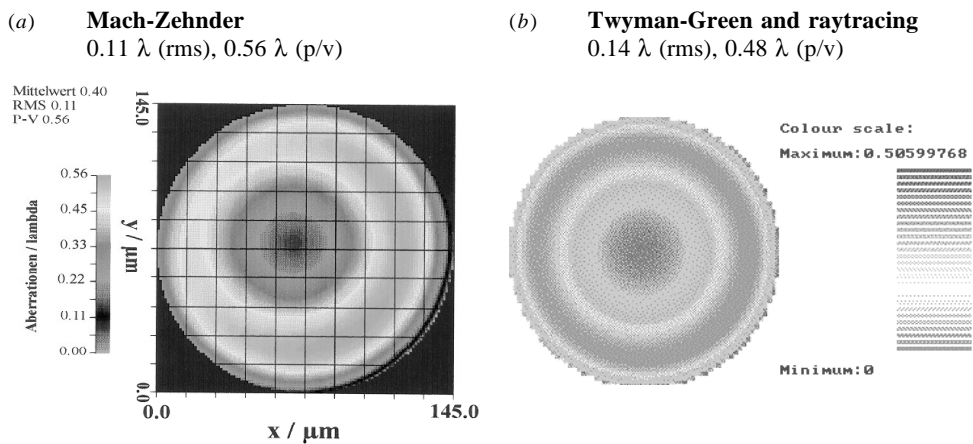 (a) Mach-Zehnder
0.11 λ (rms), 0.56 λ (p/v)
Mittelwert 0.40
RMS 0.11
P-V 0.56
Aberrationen / lambda
0.56
0.45
0.33
0.22
0.11
0.00
145.0
y / μm
0.0
0.0
145.0
x / μm
(b) Twyman-Green and raytracing
0.14 λ (rms), 0.48 λ (p/v)
Colour scale:
Maximum:0.50599768
Minimum:0